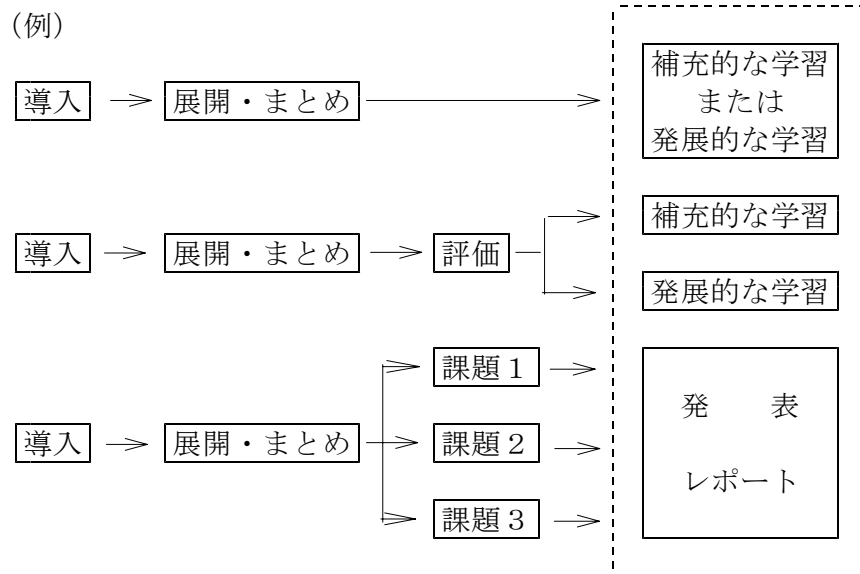 (例)
導入
展開・まとめ
補充的な学習
または
発展的な学習
導入
展開・まとめ
評価
補充的な学習
発展的な学習
導入
展開・まとめ
課題1
課題2
課題3
発　表
レポート